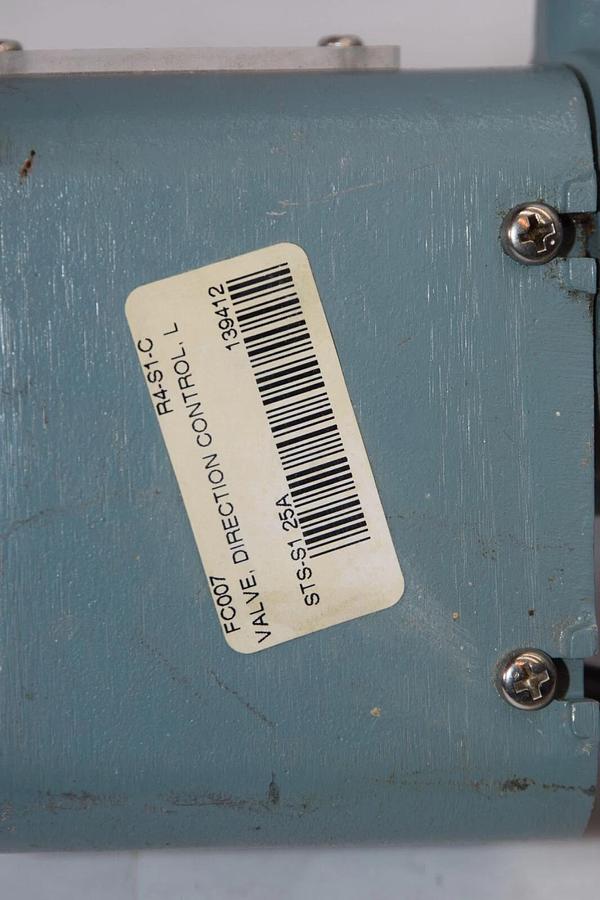 FC007 R4-S1-C
VALVE, DIRECTION CONTROL, L
STS-S1 25A 139412